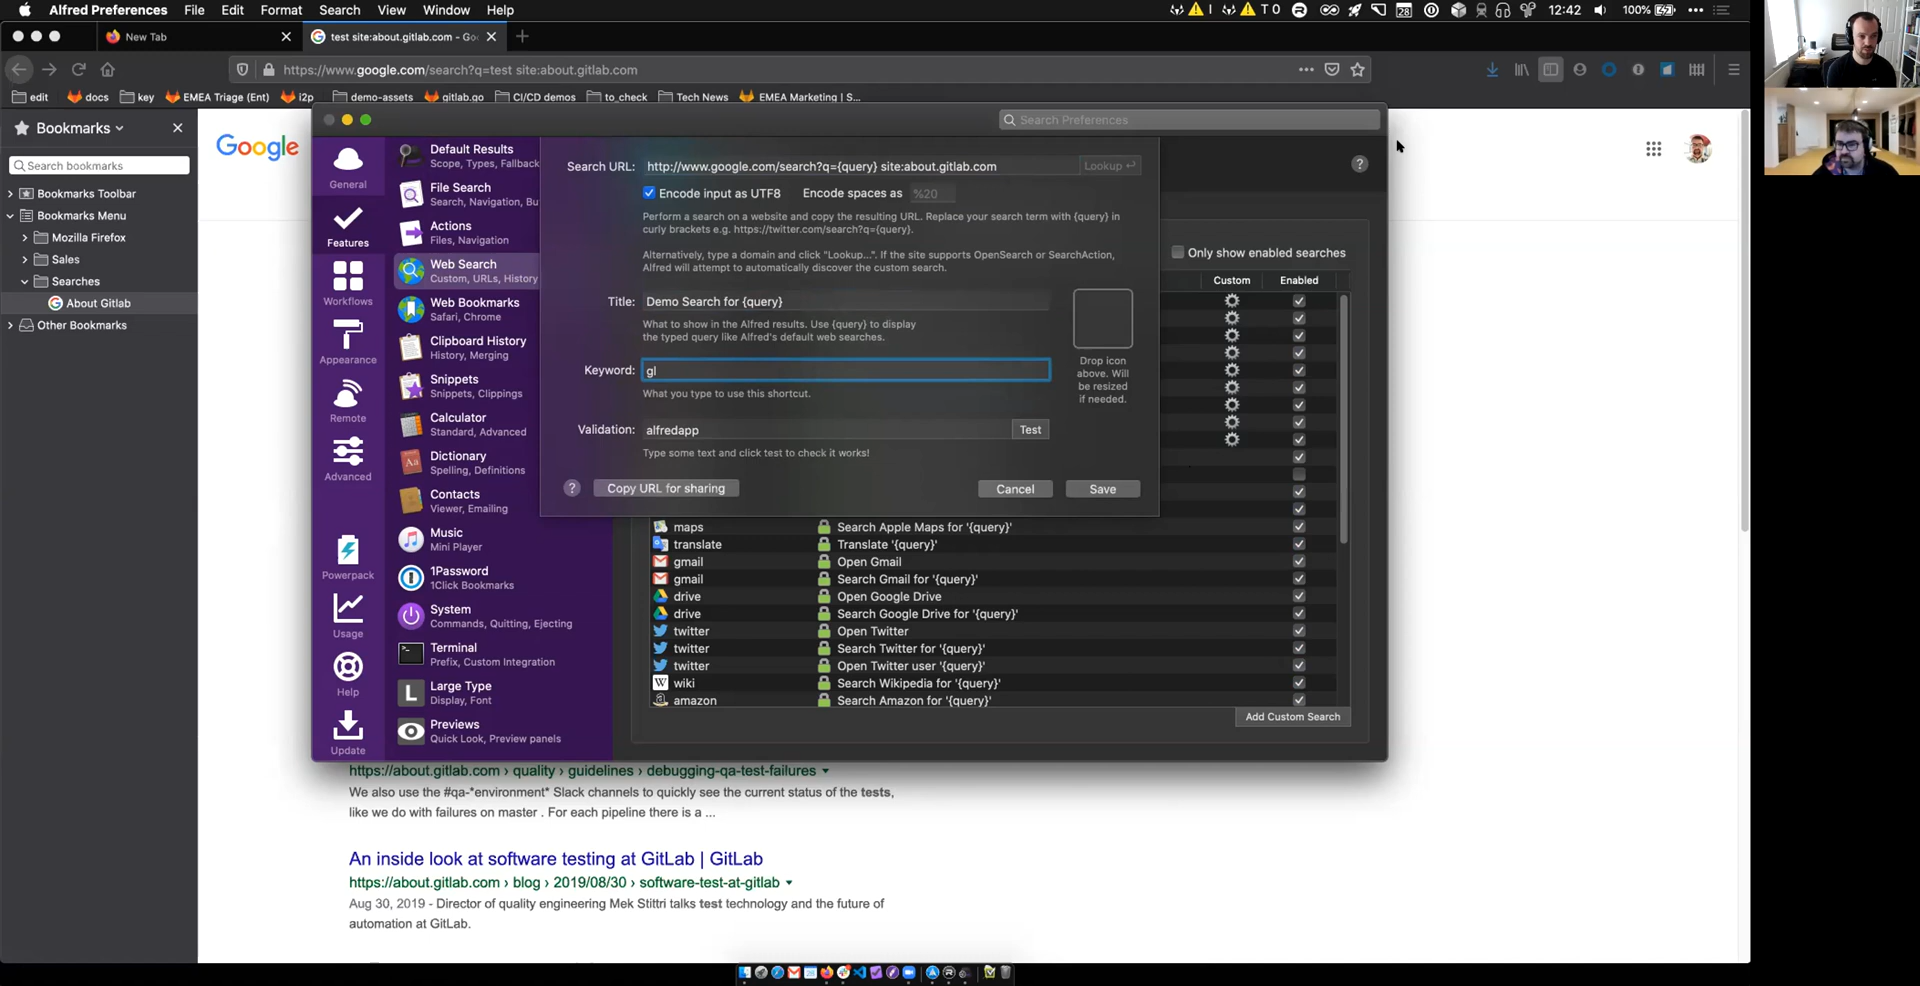 Alfred Preferences File Edit Format Search View Window Help
T 0 28 12:42 100%
New Tab
test site:about.gitlab.com - Go
https://www.google.com/search?q=test site:about.gitlab.com
edit docs key EMEA Triage (Ent) i2p demo-assets gitlab.go CI/CD demos to_check Tech News EMEA Marketing | S...
Bookmarks
Search bookmarks
Bookmarks Toolbar
Bookmarks Menu
Mozilla Firefox
Sales
Searches
About Gitlab
Other Bookmarks
Google
Search Preferences
General
Features
Workflows
Appearance
Remote
Advanced
Powerpack
Usage
Help
Update
Default Results
Scope, Types, Fallback
File Search
Search, Navigation, Bu
Actions
Files, Navigation
Web Search
Custom, URLs, History
Web Bookmarks
Safari, Chrome
Clipboard History
History, Merging
Snippets
Snippets, Clippings
Calculator
Standard, Advanced
Dictionary
Spelling, Definitions
Contacts
Viewer, Emailing
Music
Mini Player
1Password
1Click Bookmarks
System
Commands, Quitting, Ejecting
Terminal
Prefix, Custom Integration
Large Type
Display, Font
Previews
Quick Look, Preview panels
Search URL: http://www.google.com/search?q={query} site:about.gitlab.com Lookup ↩
Encode input as UTF8 Encode spaces as %20
Perform a search on a website and copy the resulting URL. Replace your search term with {query} in
curly brackets e.g. https://twitter.com/search?q={query}.
Alternatively, type a domain and click "Lookup...". If the site supports OpenSearch or SearchAction,
Alfred will attempt to automatically discover the custom search.
Title: Demo Search for {query}
What to show in the Alfred results. Use {query} to display
the typed query like Alfred's default web searches.
Keyword: gl
What you type to use this shortcut.
Drop icon
above. Will
be resized
if needed.
Validation: alfredapp Test
Type some text and click test to check it works!
? Copy URL for sharing Cancel Save
?
Only show enabled searches
Custom Enabled
maps Search Apple Maps for '{query}'
translate Translate '{query}'
gmail Open Gmail
gmail Search Gmail for '{query}'
drive Open Google Drive
drive Search Google Drive for '{query}'
twitter Open Twitter
twitter Search Twitter for '{query}'
twitter Open Twitter user '{query}'
wiki Search Wikipedia for '{query}'
amazon Search Amazon for '{query}'
Add Custom Search
https://about.gitlab.com › quality › guidelines › debugging-qa-test-failures
We also use the #qa-*environment* Slack channels to quickly see the current status of the tests,
like we do with failures on master . For each pipeline there is a ...
An inside look at software testing at GitLab | GitLab
https://about.gitlab.com › blog › 2019/08/30 › software-test-at-gitlab
Aug 30, 2019 - Director of quality engineering Mek Stittri talks test technology and the future of
automation at GitLab.